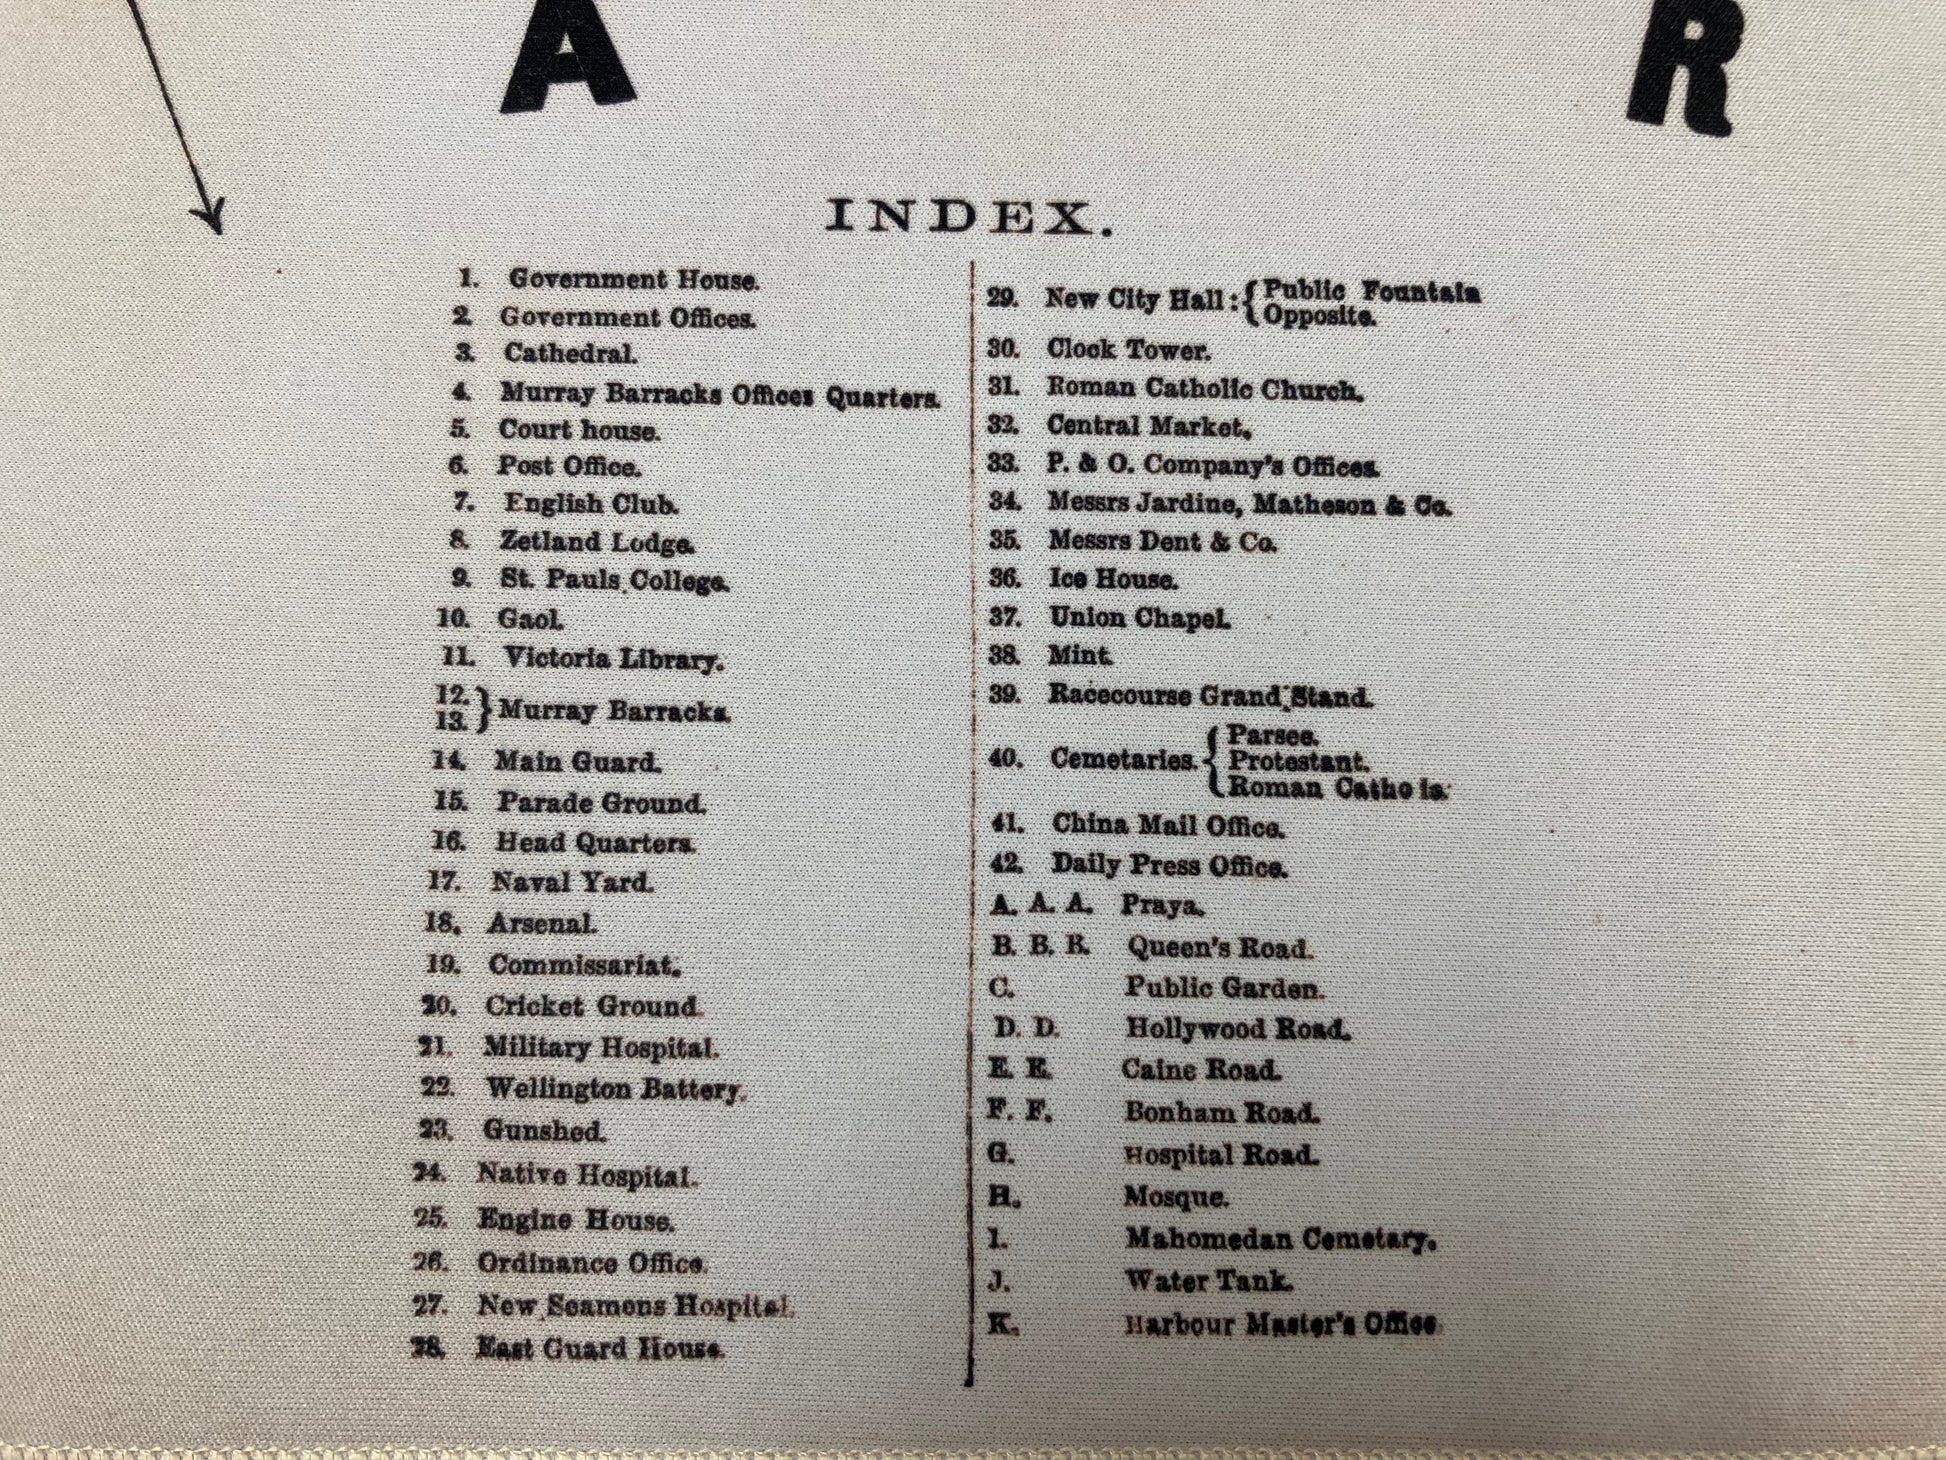 A R
INDEX.
1. Government House.
2. Government Offices.
3. Cathedral.
4. Murray Barracks Offices Quarters.
5. Court house.
6. Post Office.
7. English Club.
8. Zetland Lodge.
9. St. Pauls College.
10. Gaol.
11. Victoria Library.
12.
13. } Murray Barracks.
14. Main Guard.
15. Parade Ground.
16. Head Quarters.
17. Naval Yard.
18. Arsenal.
19. Commissariat.
20. Cricket Ground.
21. Military Hospital.
22. Wellington Battery.
23. Gunshed.
24. Native Hospital.
25. Engine House.
26. Ordinance Office.
27. New Seamens Hospital.
28. East Guard House.
29. New City Hall: { Public Fountain
Opposite.
30. Clock Tower.
31. Roman Catholic Church.
32. Central Market.
33. P. & O. Company's Offices.
34. Messrs Jardine, Matheson & Co.
35. Messrs Dent & Co.
36. Ice House.
37. Union Chapel.
38. Mint.
39. Racecourse Grand Stand.
40. Cemetaries. { Parsee.
Protestant.
Roman Catho is.
41. China Mail Office.
42. Daily Press Office.
A. A. A. Praya.
B. B. B. Queen's Road.
C. Public Garden.
D. D. Hollywood Road.
E. E. Caine Road.
F. F. Bonham Road.
G. Hospital Road.
H. Mosque.
I. Mahomedan Cemetary.
J. Water Tank.
K. Harbour Master's Office.